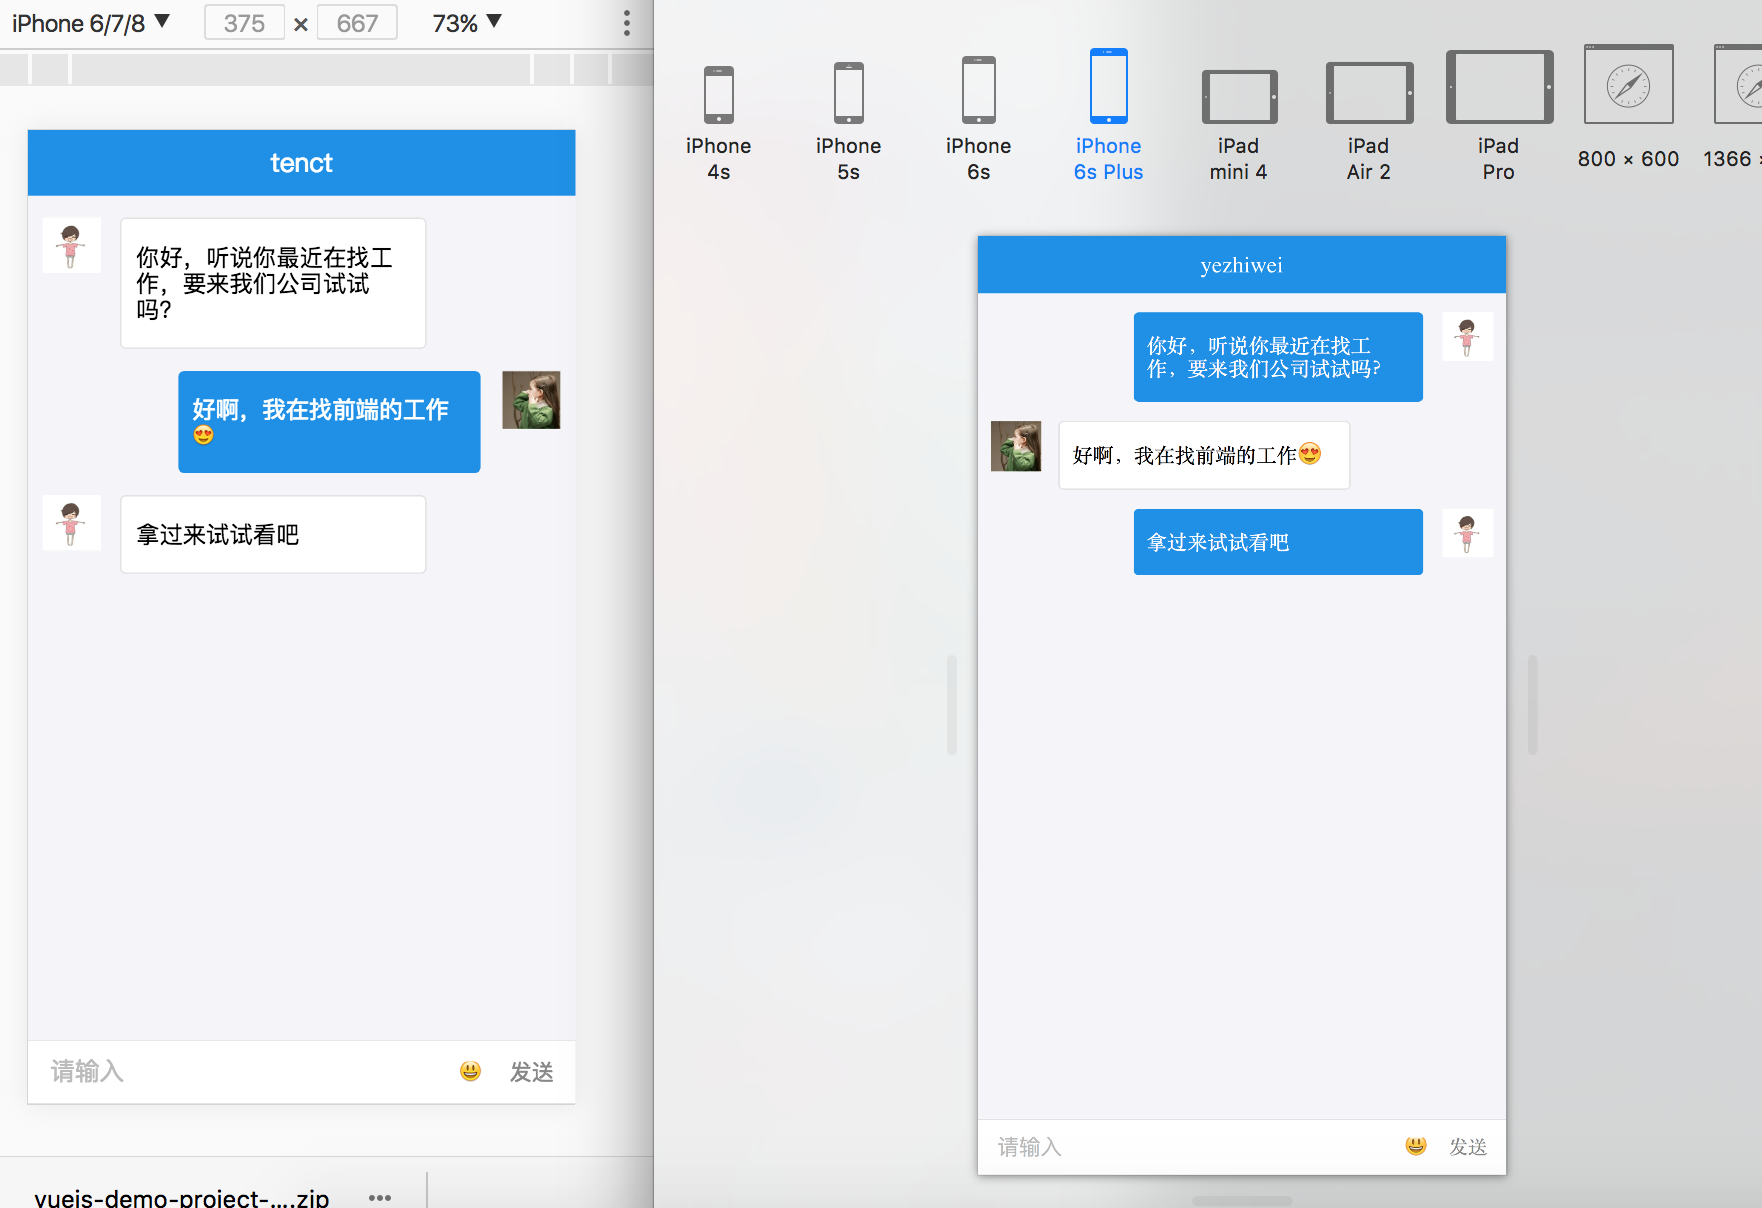 iPhone 6/7/8 ▼ 375 × 667 73% ▼
tenct
你好，听说你最近在找工
作，要来我们公司试试
吗？
好啊，我在找前端的工作
😍
拿过来试试看吧
请输入 😃 发送
vuejs-demo-project-....zip
iPhone
4s
iPhone
5s
iPhone
6s
iPhone
6s Plus
iPad
mini 4
iPad
Air 2
iPad
Pro
800 × 600
1366 ×
yezhiwei
你好，听说你最近在找工
作，要来我们公司试试吗？
好啊，我在找前端的工作😍
拿过来试试看吧
请输入 😃 发送